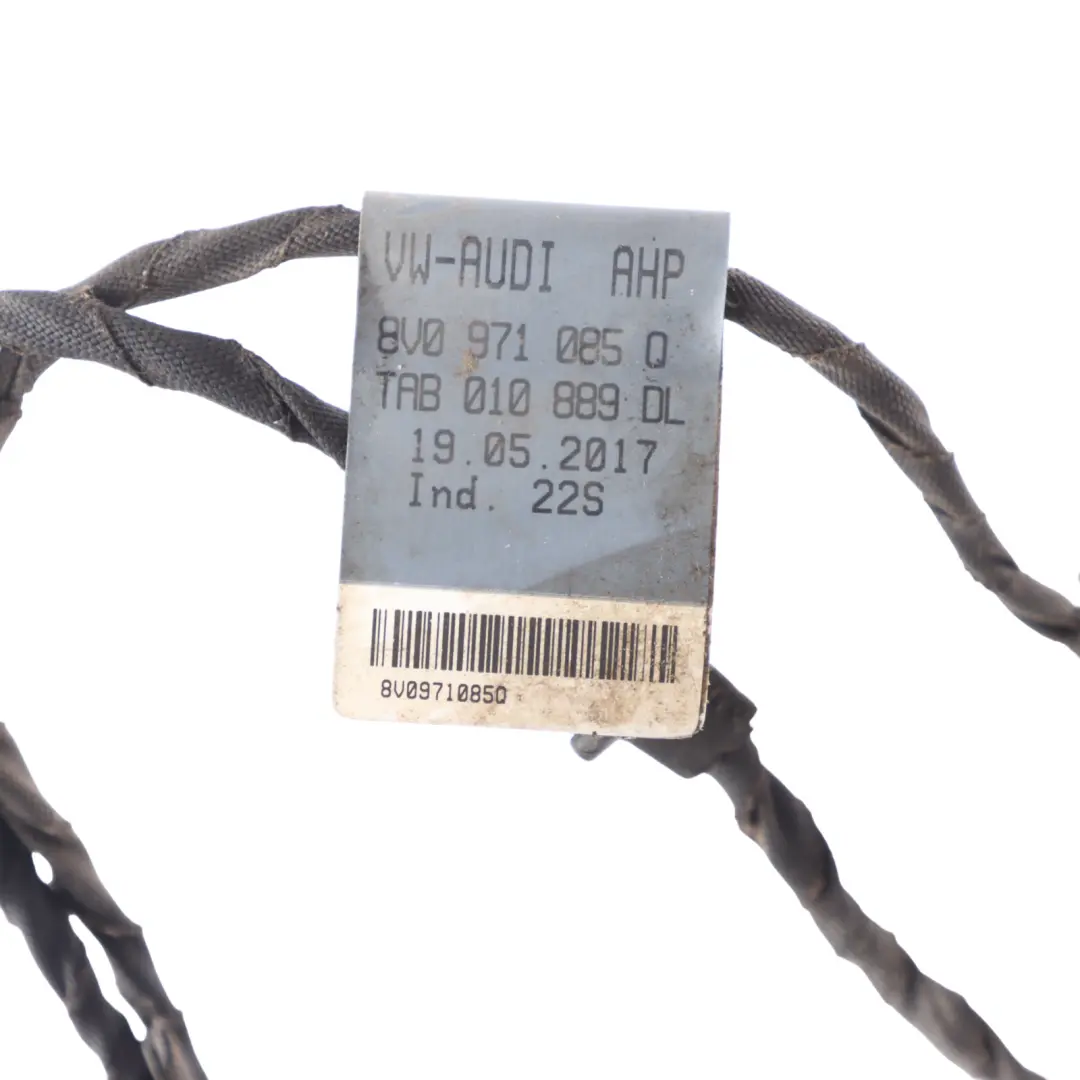 VW-AUDI AHP
8V0 971 085 Q
TAB 010 889 DL
19.05.2017
Ind. 22S
8V0971085Q